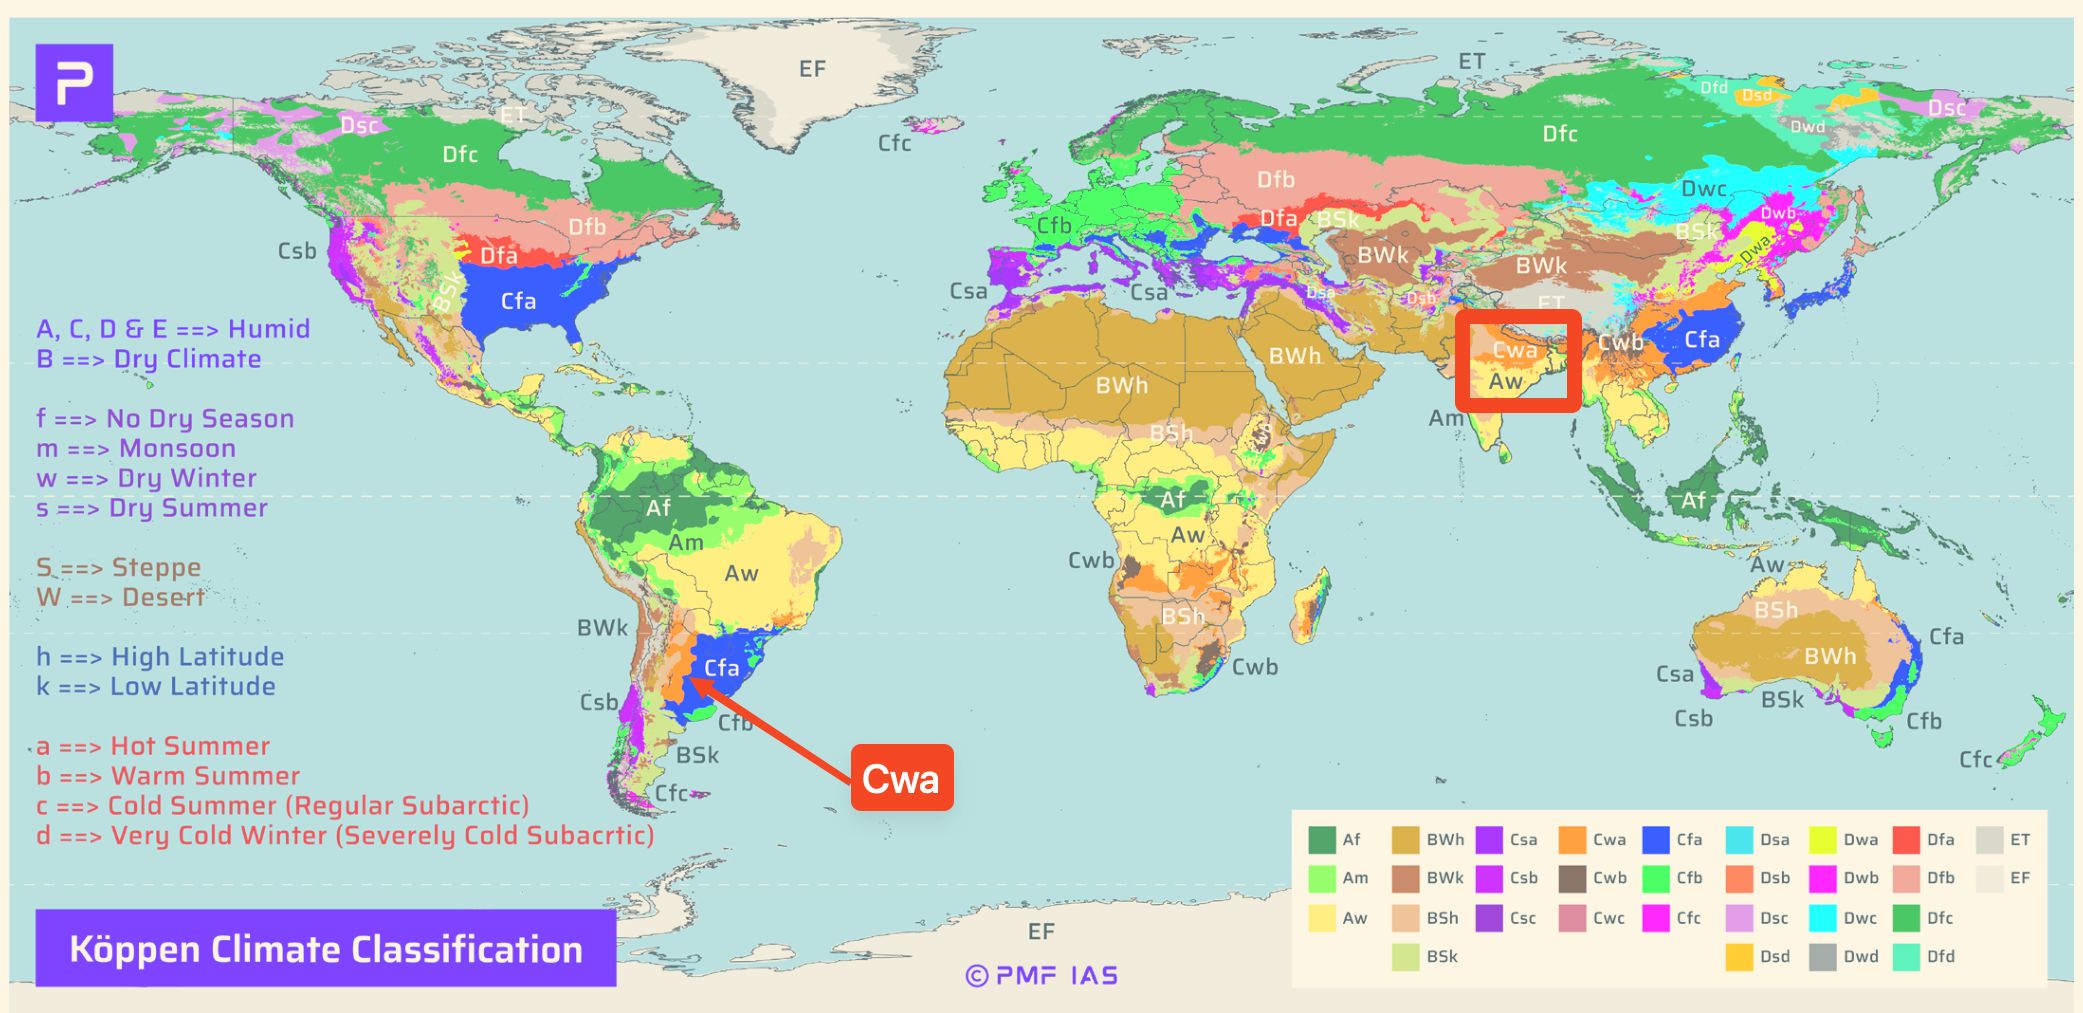 P
EF
ET
Dfd
Dsd
Dsc
Dsc
ET
Cfc
Dwd
Dfc
Dfc
Dfb
Dwc
Dfb
Dfa
BSk
Dwb
Cfb
BSk
Dwa
Csb
Dfa
BWk
BWk
BSk
Cfa
Csa
Csa
Dsa
Dsb
ET
A, C, D & E ==> Humid
B ==> Dry Climate
Cwa
Cwb
Cfa
BWh
BWh
Aw
f ==> No Dry Season
m ==> Monsoon
w ==> Dry Winter
s ==> Dry Summer
Am
BSh
Af
Af
Af
Am
Aw
Cwb
Aw
Aw
S ==> Steppe
W ==> Desert
BSh
BSh
BWk
Cfa
h ==> High Latitude
k ==> Low Latitude
BWh
Cfa
Cwb
Csa
Csb
BSk
Csb
Cfb
Cfb
a ==> Hot Summer
b ==> Warm Summer
c ==> Cold Summer (Regular Subarctic)
d ==> Very Cold Winter (Severely Cold Subacrtic)
BSk
Cfc
Cwa
Cfc
Af BWh Csa Cwa Cfa Dsa Dwa Dfa ET
Am BWk Csb Cwb Cfb Dsb Dwb Dfb EF
Aw BSh Csc Cwc Cfc Dsc Dwc Dfc
BSk Dsd Dwd Dfd
EF
Köppen Climate Classification
© PMF IAS